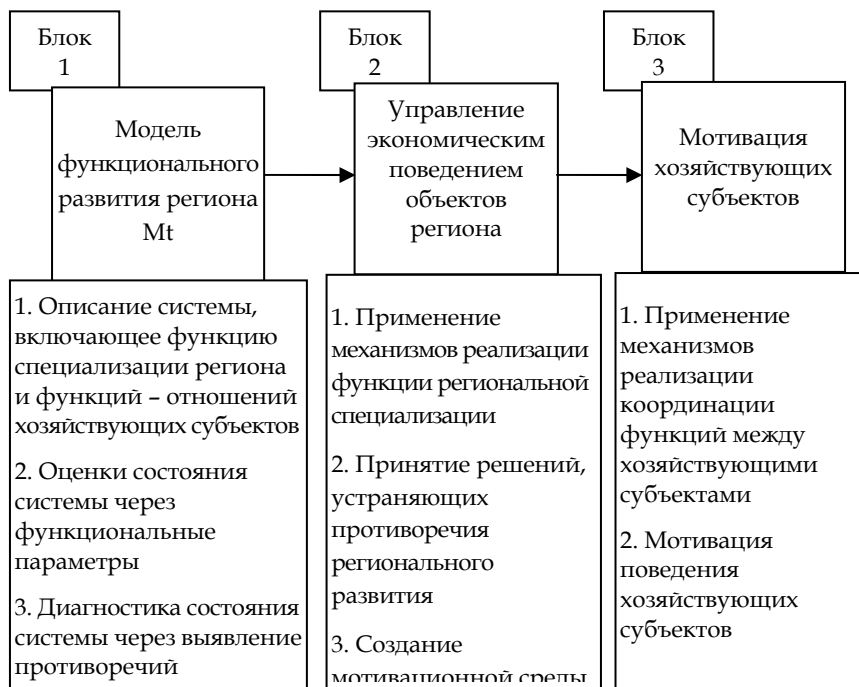 Блок
1
Модель
функционального
развития региона
Mt
1. Описание системы,
включающее функцию
специализации региона
и функций – отношений
хозяйствующих субъектов
2. Оценки состояния
системы через
функциональные
параметры
3. Диагностика состояния
системы через выявление
противоречий
Блок
2
Управление
экономическим
поведением
объектов
региона
1. Применение
механизмов реализации
функции региональной
специализации
2. Принятие решений,
устраняющих
противоречия
регионального
развития
3. Создание
мотивационной среды
Блок
3
Мотивация
хозяйствующих
субъектов
1. Применение
механизмов
реализации
координации
функций между
хозяйствующими
субъектами
2. Мотивация
поведения
хозяйствующих
субъектов